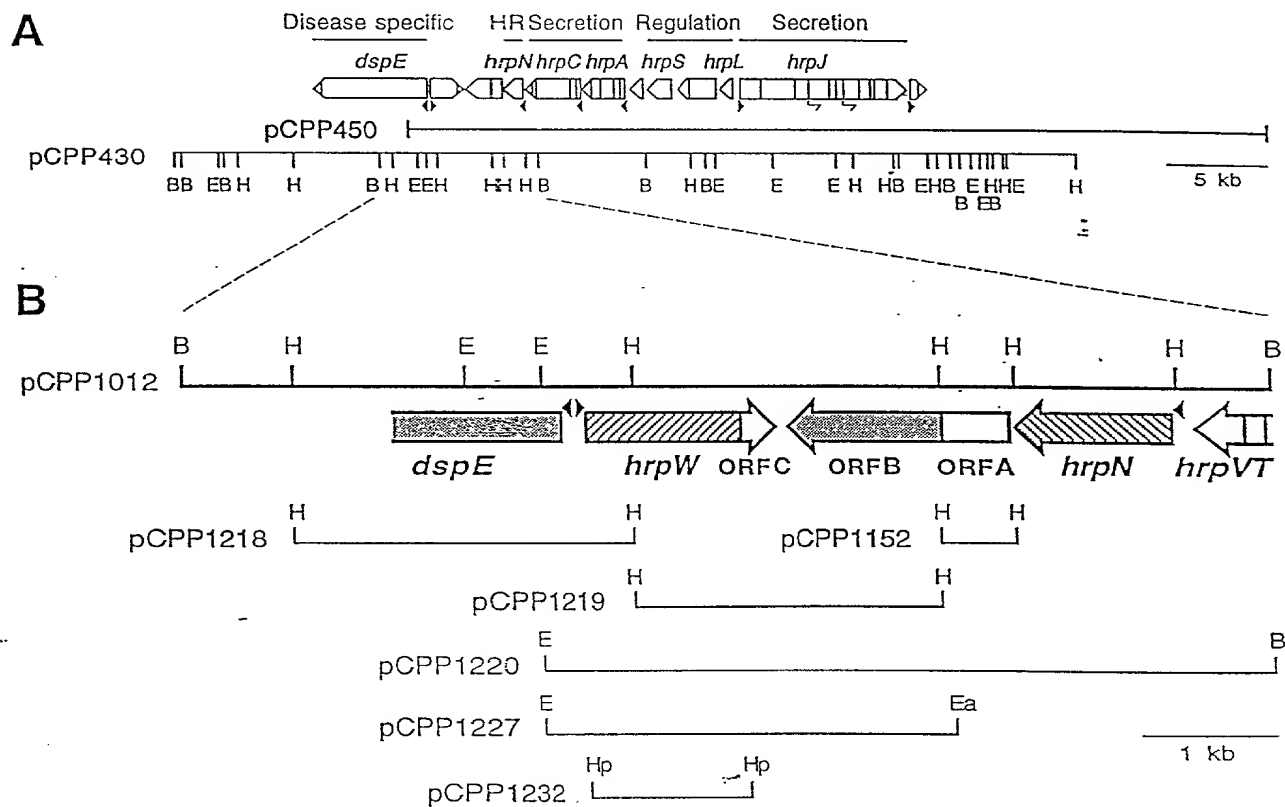 A
Disease specific HR Secretion Regulation Secretion
dspE hrpN hrpC hrpA hrpS hrpL hrpJ
pCPP450
pCPP430
BB EB H H B H EEH H H H B B H BE E E H HB EHB E HHE H
B EB
5 kb
B
B H E E H H H H B
pCPP1012
dspE hrpW ORFC ORFB ORFA hrpN hrpVT
H H H H
pCPP1218 pCPP1152
H H
pCPP1219
E B
pCPP1220
E Ea
pCPP1227
1 kb
Hp Hp
pCPP1232